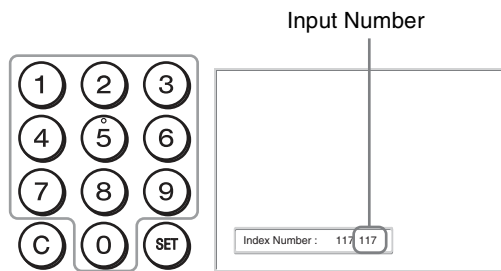 Input Number
1 2 3
4 5 6
7 8 9
C 0 SET
Index Number : 117 117